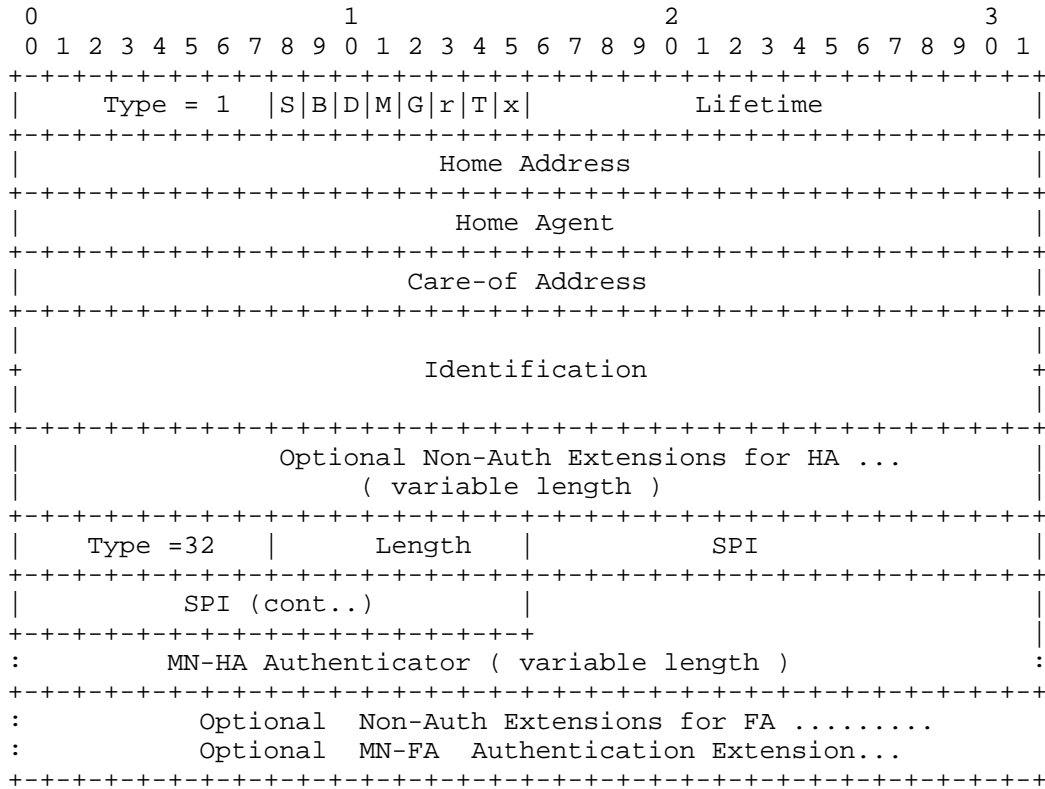 0                   1                   2                   3
 0 1 2 3 4 5 6 7 8 9 0 1 2 3 4 5 6 7 8 9 0 1 2 3 4 5 6 7 8 9 0 1
+-+-+-+-+-+-+-+-+-+-+-+-+-+-+-+-+-+-+-+-+-+-+-+-+-+-+-+-+-+-+-+-+
|     Type = 1  |S|B|D|M|G|r|T|x|          Lifetime             |
+-+-+-+-+-+-+-+-+-+-+-+-+-+-+-+-+-+-+-+-+-+-+-+-+-+-+-+-+-+-+-+-+
|                          Home Address                         |
+-+-+-+-+-+-+-+-+-+-+-+-+-+-+-+-+-+-+-+-+-+-+-+-+-+-+-+-+-+-+-+-+
|                           Home Agent                          |
+-+-+-+-+-+-+-+-+-+-+-+-+-+-+-+-+-+-+-+-+-+-+-+-+-+-+-+-+-+-+-+-+
|                        Care-of Address                        |
+-+-+-+-+-+-+-+-+-+-+-+-+-+-+-+-+-+-+-+-+-+-+-+-+-+-+-+-+-+-+-+-+
|                                                               |
+                         Identification                        +
|                                                               |
+-+-+-+-+-+-+-+-+-+-+-+-+-+-+-+-+-+-+-+-+-+-+-+-+-+-+-+-+-+-+-+-+
|                Optional Non-Auth Extensions for HA ...        |
|                     ( variable length )                       |
+-+-+-+-+-+-+-+-+-+-+-+-+-+-+-+-+-+-+-+-+-+-+-+-+-+-+-+-+-+-+-+-+
|    Type =32   |      Length   |           SPI                 |
+-+-+-+-+-+-+-+-+-+-+-+-+-+-+-+-+-+-+-+-+-+-+-+-+-+-+-+-+-+-+-+-+
|          SPI (cont..)         |                               |
+-+-+-+-+-+-+-+-+-+-+-+-+-+-+-+-+                               |
:         MN-HA Authenticator ( variable length )               :
+-+-+-+-+-+-+-+-+-+-+-+-+-+-+-+-+-+-+-+-+-+-+-+-+-+-+-+-+-+-+-+-+
:           Optional  Non-Auth Extensions for FA .........
:           Optional  MN-FA  Authentication Extension...
+-+-+-+-+-+-+-+-+-+-+-+-+-+-+-+-+-+-+-+-+-+-+-+-+-+-+-+-+-+-+-+-+